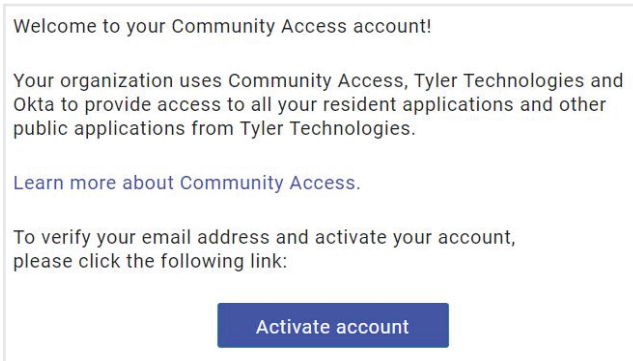 Welcome to your Community Access account!
Your organization uses Community Access, Tyler Technologies and
Okta to provide access to all your resident applications and other
public applications from Tyler Technologies.
Learn more about Community Access.
To verify your email address and activate your account,
please click the following link:
Activate account